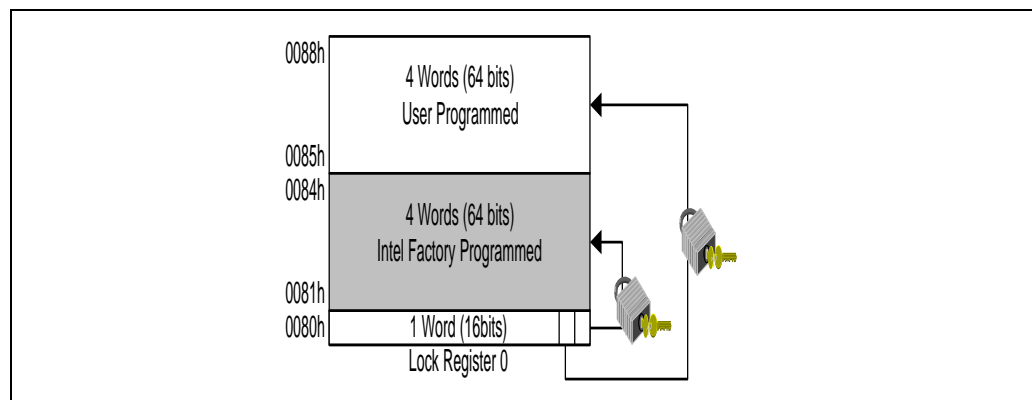 0088h
4 Words (64 bits)
User Programmed
0085h
0084h
4 Words (64 bits)
Intel Factory Programmed
0081h
0080h
1 Word (16bits)
Lock Register 0